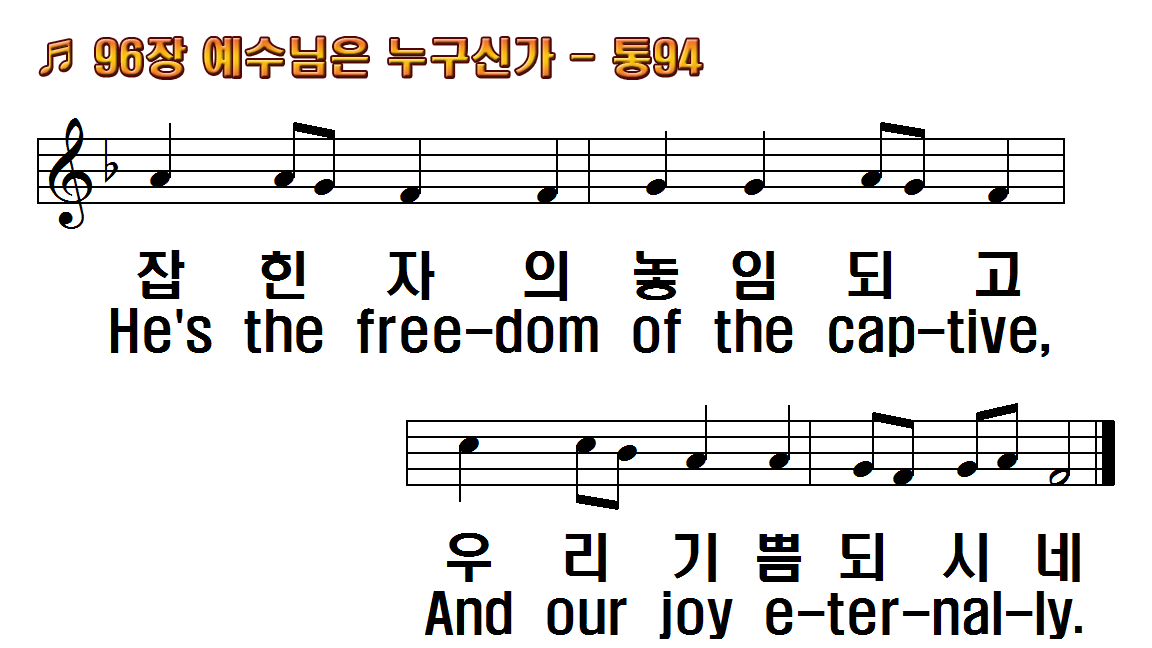 ♬ 96장 예수님은 누구신가 - 통94
잡 힌 자 의 놓 임 되 고
He's the free-dom of the cap-tive,
우 리 기 쁨 되 시 네
And our joy e-ter-nal-ly.